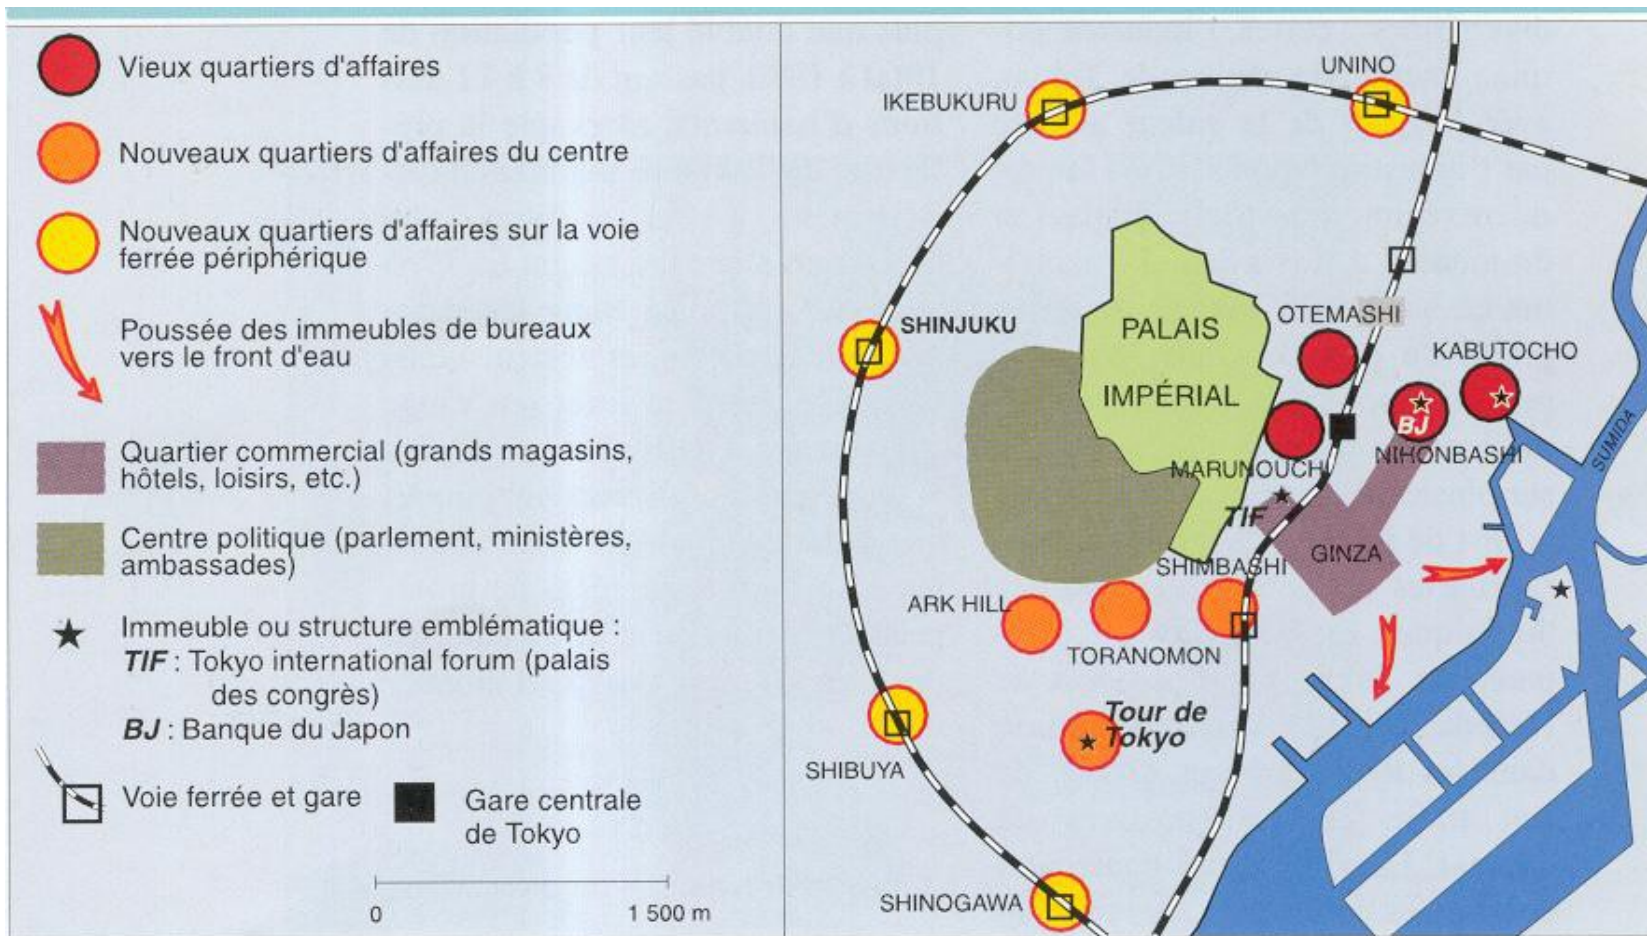 Vieux quartiers d'affaires
Nouveaux quartiers d'affaires du centre
Nouveaux quartiers d'affaires sur la voie
ferrée périphérique
Poussée des immeubles de bureaux
vers le front d'eau
Quartier commercial (grands magasins,
hôtels, loisirs, etc.)
Centre politique (parlement, ministères,
ambassades)
Immeuble ou structure emblématique :
TIF : Tokyo international forum (palais
des congrès)
BJ : Banque du Japon
Voie ferrée et gare
Gare centrale
de Tokyo
0
1 500 m
UNINO
IKEBUKURU
SHINJUKU
PALAIS
IMPÉRIAL
OTEMASHI
KABUTOCHO
BJ
NIHONBASHI
MARUNOUCHI
SUMIDA
TIF
GINZA
SHIMBASHI
ARK HILL
TORANOMON
Tour de
Tokyo
SHIBUYA
SHINOGAWA